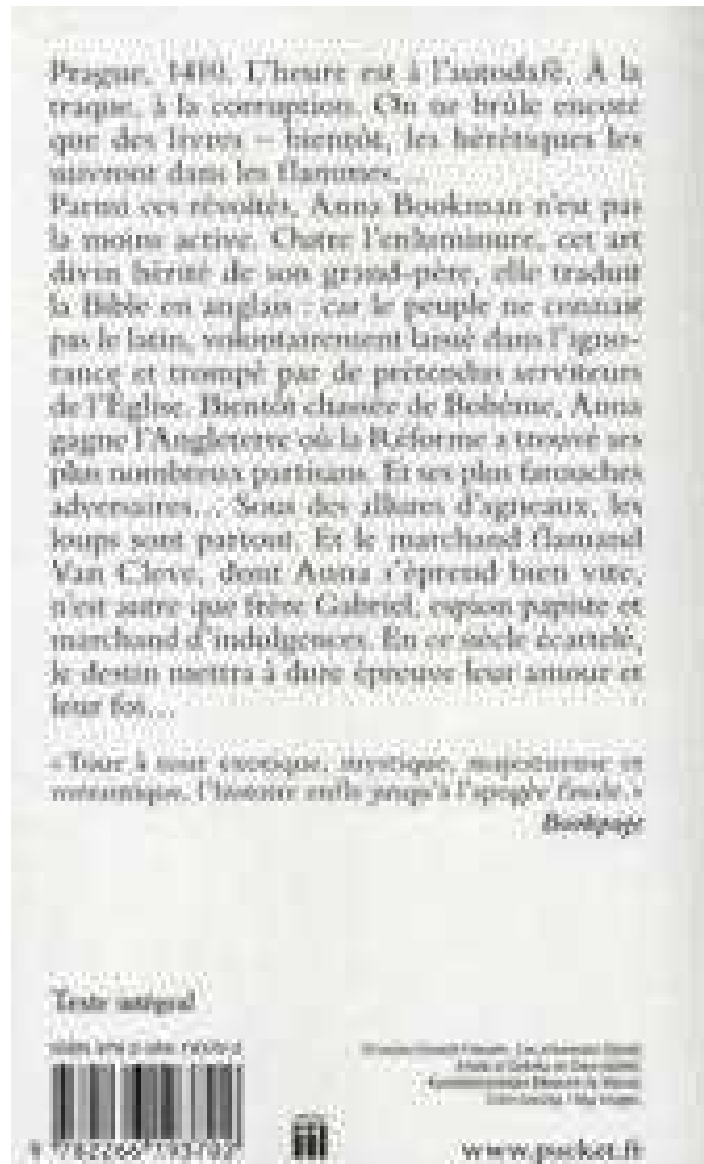 Prague, 1410. L'heure est à l'autodafé. À la
traque, à la corruption. On ne brûle encore
que des livres – bientôt, les hérétiques les
suivront dans les flammes…
Parmi ces révoltés, Anna Bookman n'est pas
la moins active. Outre l'enluminure, cet art
divin hérité de son grand-père, elle traduit
la Bible en anglais : car le peuple ne connaît
pas le latin, volontairement laissé dans l'igno-
rance et trompé par de prétendus serviteurs
de l'Église. Bientôt chassée de Bohême, Anna
gagne l'Angleterre où la Réforme a trouvé ses
plus nombreux partisans. Et ses plus farouches
adversaires… Sous des allures d'agneaux, les
loups sont partout. Et le marchand flamand
Van Cleve, dont Anna s'éprend bien vite,
n'est autre que frère Gabriel, espion papiste et
marchand d'indulgences. En ce siècle écartelé,
le destin mettra à dure épreuve leur amour et
leur foi…
« Tour à tour exotique, mystique, majestueuse et
romantique, l'histoire enfle jusqu'à l'apogée finale. »
Bookpage
Texte intégral
www.pocket.fr